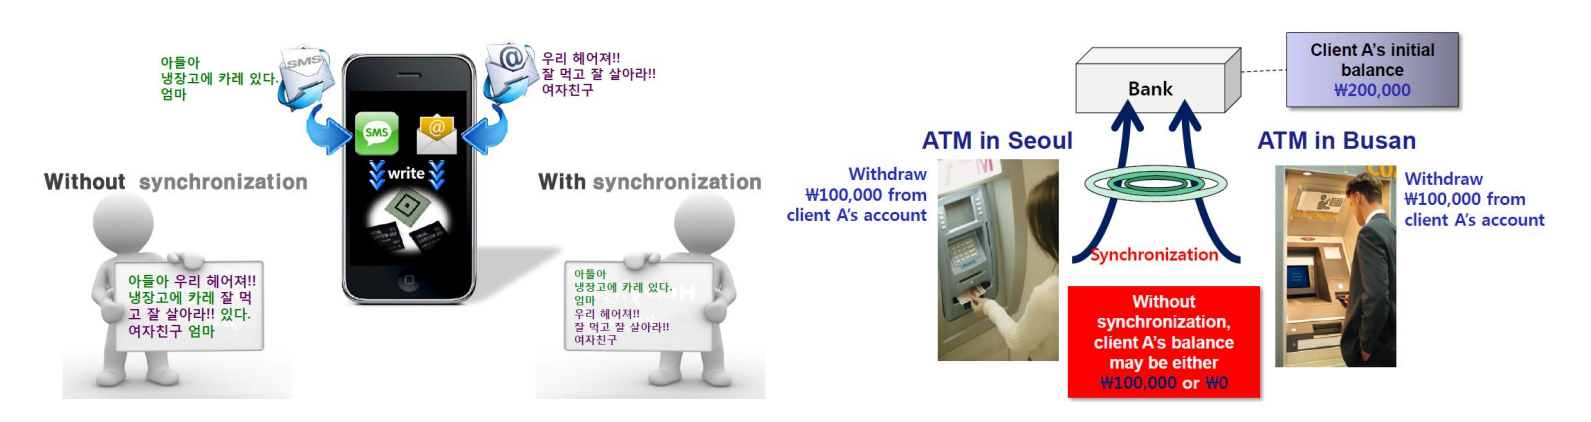 아들아
냉장고에 카레 있다.
엄마
SMS
@
우리 헤어져!!
잘 먹고 잘 살아라!!
여자친구
SMS
@
write
Without synchronization
With synchronization
아들아 우리 헤어져!!
냉장고에 카레 잘 먹
고 잘 살아라!! 있다.
여자친구 엄마
아들아
냉장고에 카레 있다.
엄마
우리 헤어져!!
잘 먹고 잘 살아라!!
여자친구
Bank
Client A's initial
balance
₩200,000
ATM in Seoul
ATM in Busan
Withdraw
₩100,000 from
client A's account
Withdraw
₩100,000 from
client A's account
Synchronization
Without
synchronization,
client A's balance
may be either
₩100,000 or ₩0